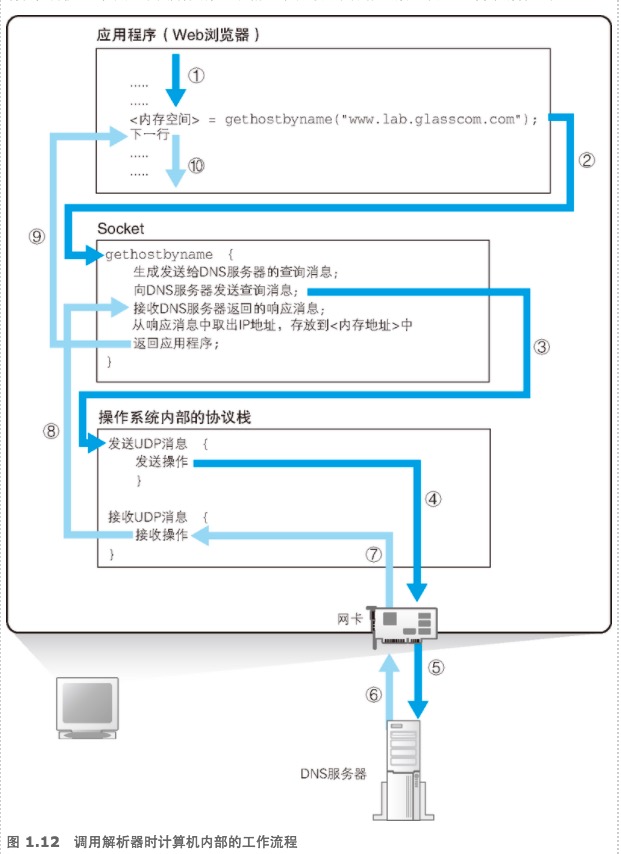 应用程序（Web浏览器）
①
.....
.....
<内存空间> = gethostbyname("www.lab.glasscom.com");
下一行
.....
.....
⑩
②
⑨
Socket
gethostbyname {
生成发送给DNS服务器的查询消息；
向DNS服务器发送查询消息；
接收DNS服务器返回的响应消息；
从响应消息中取出IP地址，存放到<内存地址>中
返回应用程序；
}
③
⑧
操作系统内部的协议栈
发送UDP消息 {
发送操作
}
④
接收UDP消息 {
接收操作
}
⑦
网卡
⑤
⑥
DNS服务器
图 1.12 调用解析器时计算机内部的工作流程